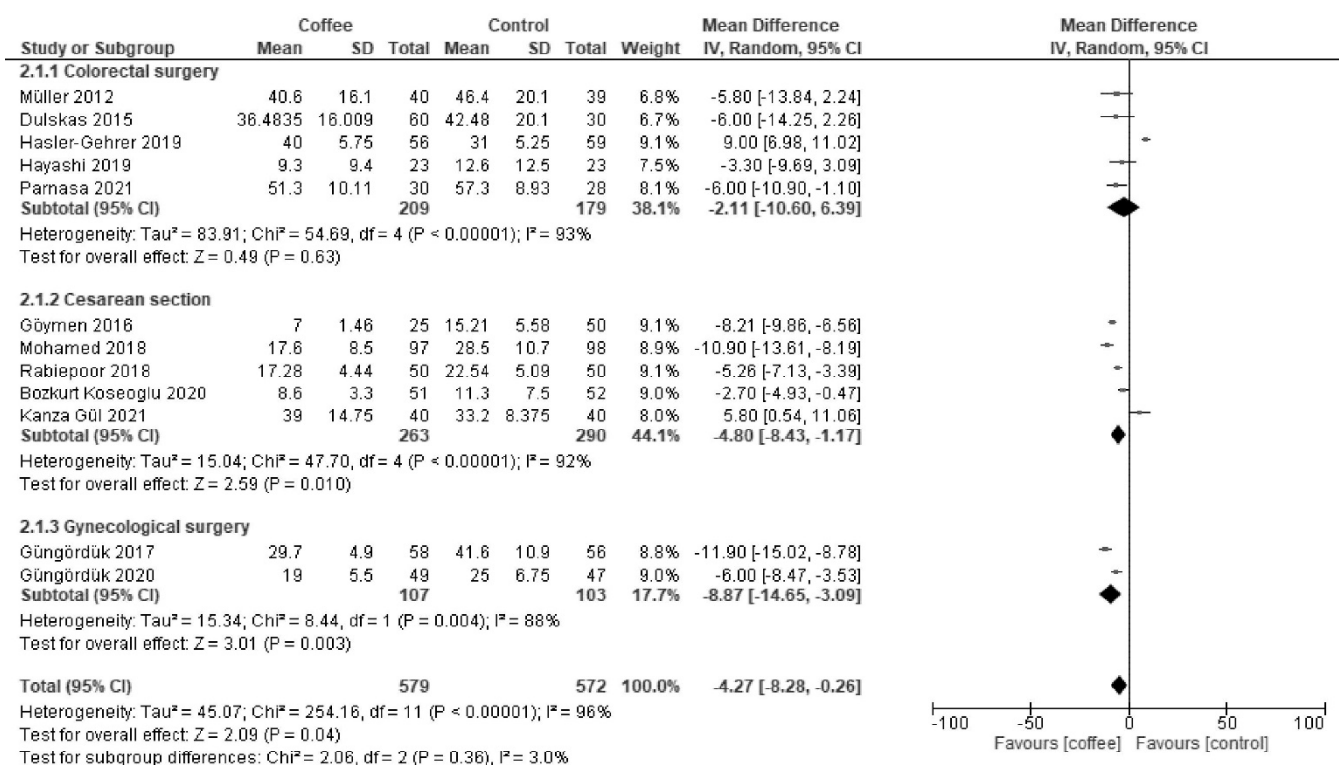 Coffee Control Mean Difference Mean Difference
Study or Subgroup Mean SD Total Mean SD Total Weight IV, Random, 95% CI IV, Random, 95% CI
2.1.1 Colorectal surgery
Müller 2012 40.6 16.1 40 46.4 20.1 39 6.8% -5.80 [-13.84, 2.24]
Dulskas 2015 36.4835 16.009 60 42.48 20.1 30 6.7% -6.00 [-14.25, 2.26]
Hasler-Gehrer 2019 40 5.75 56 31 5.25 59 9.1% 9.00 [6.98, 11.02]
Hayashi 2019 9.3 9.4 23 12.6 12.5 23 7.5% -3.30 [-9.69, 3.09]
Parnasa 2021 51.3 10.11 30 57.3 8.93 28 8.1% -6.00 [-10.90, -1.10]
Subtotal (95% CI) 209 179 38.1% -2.11 [-10.60, 6.39]
Heterogeneity: Tau² = 83.91; Chi² = 54.69, df = 4 (P < 0.00001); I² = 93%
Test for overall effect: Z = 0.49 (P = 0.63)
2.1.2 Cesarean section
Göymen 2016 7 1.46 25 15.21 5.58 50 9.1% -8.21 [-9.86, -6.56]
Mohamed 2018 17.6 8.5 97 28.5 10.7 98 8.9% -10.90 [-13.61, -8.19]
Rabiepoor 2018 17.28 4.44 50 22.54 5.09 50 9.1% -5.26 [-7.13, -3.39]
Bozkurt Koseoglu 2020 8.6 3.3 51 11.3 7.5 52 9.0% -2.70 [-4.93, -0.47]
Kanza Gül 2021 39 14.75 40 33.2 8.375 40 8.0% 5.80 [0.54, 11.06]
Subtotal (95% CI) 263 290 44.1% -4.80 [-8.43, -1.17]
Heterogeneity: Tau² = 15.04; Chi² = 47.70, df = 4 (P < 0.00001); I² = 92%
Test for overall effect: Z = 2.59 (P = 0.010)
2.1.3 Gynecological surgery
Güngördük 2017 29.7 4.9 58 41.6 10.9 56 8.8% -11.90 [-15.02, -8.78]
Güngördük 2020 19 5.5 49 25 6.75 47 9.0% -6.00 [-8.47, -3.53]
Subtotal (95% CI) 107 103 17.7% -8.87 [-14.65, -3.09]
Heterogeneity: Tau² = 15.34; Chi² = 8.44, df = 1 (P = 0.004); I² = 88%
Test for overall effect: Z = 3.01 (P = 0.003)
Total (95% CI) 579 572 100.0% -4.27 [-8.28, -0.26]
Heterogeneity: Tau² = 45.07; Chi² = 254.16, df = 11 (P < 0.00001); I² = 96%
Test for overall effect: Z = 2.09 (P = 0.04)
Test for subgroup differences: Chi² = 2.06, df = 2 (P = 0.36), I² = 3.0%
-100 -50 0 50 100
Favours [coffee] Favours [control]